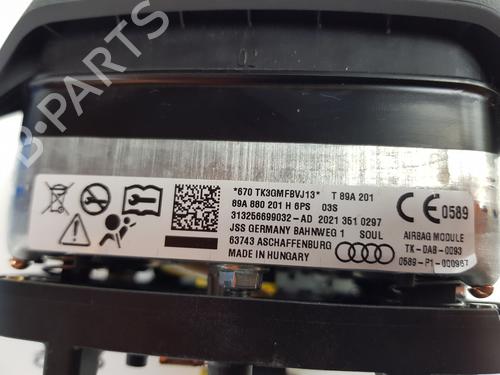 B-PARTS
*670 TK3GMF8VJ13* T 89A 201
89A 880 201 H 6PS 03S
313256699032-AD 2021 351 0297
JSS GERMANY BAHNWEG 1 SOUL
63743 ASCHAFFENBURG
MADE IN HUNGARY
CE 0589
AIRBAG MODULE
TK-DAB-0093
0589-P1-000967